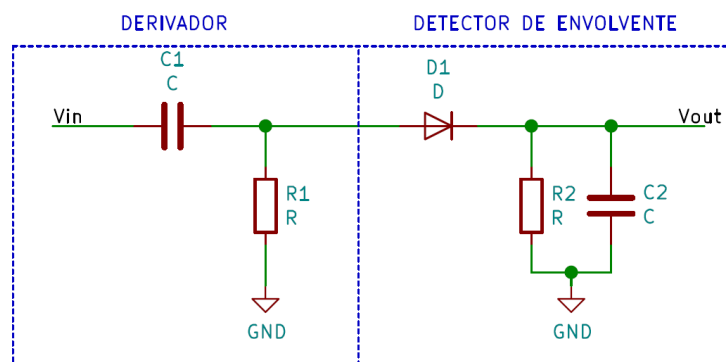 DERIVADOR
DETECTOR DE ENVOLVENTE
C1
C
D1
D
Vin
Vout
R1
R
R2
R
C2
C
GND
GND